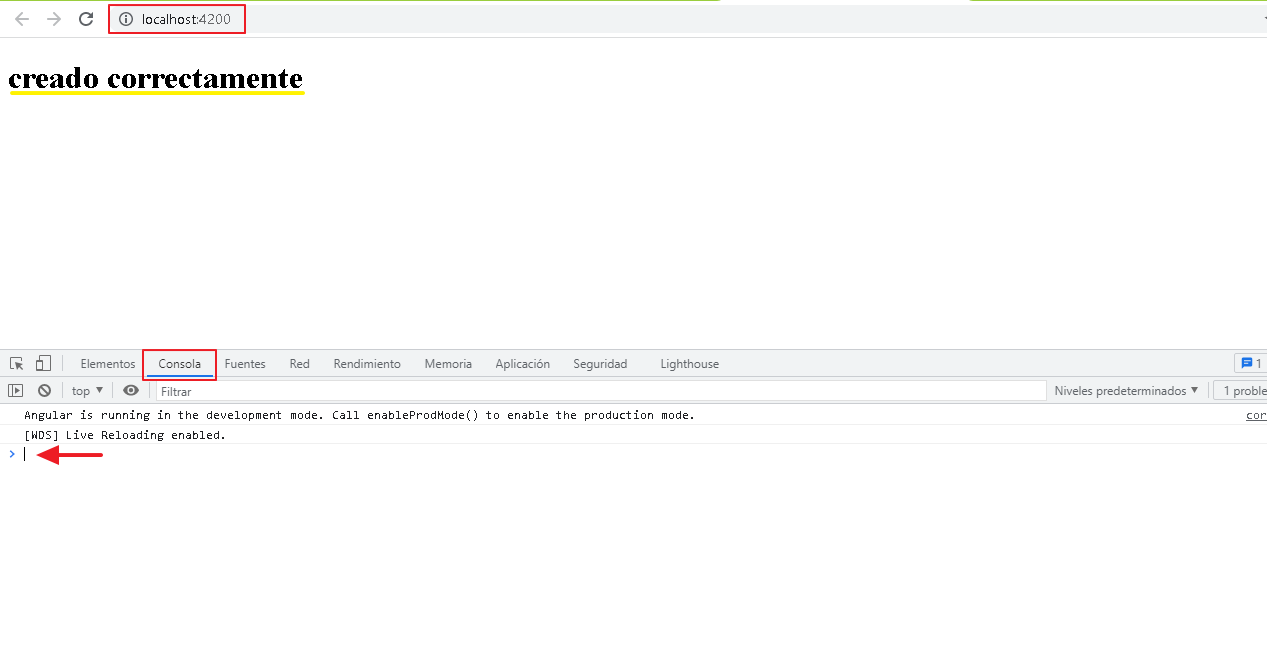 localhost:4200
creado correctamente
Elementos Consola Fuentes Red Rendimiento Memoria Aplicación Seguridad Lighthouse 1
top Filtrar Niveles predeterminados 1 proble
Angular is running in the development mode. Call enableProdMode() to enable the production mode. cor
[WDS] Live Reloading enabled.